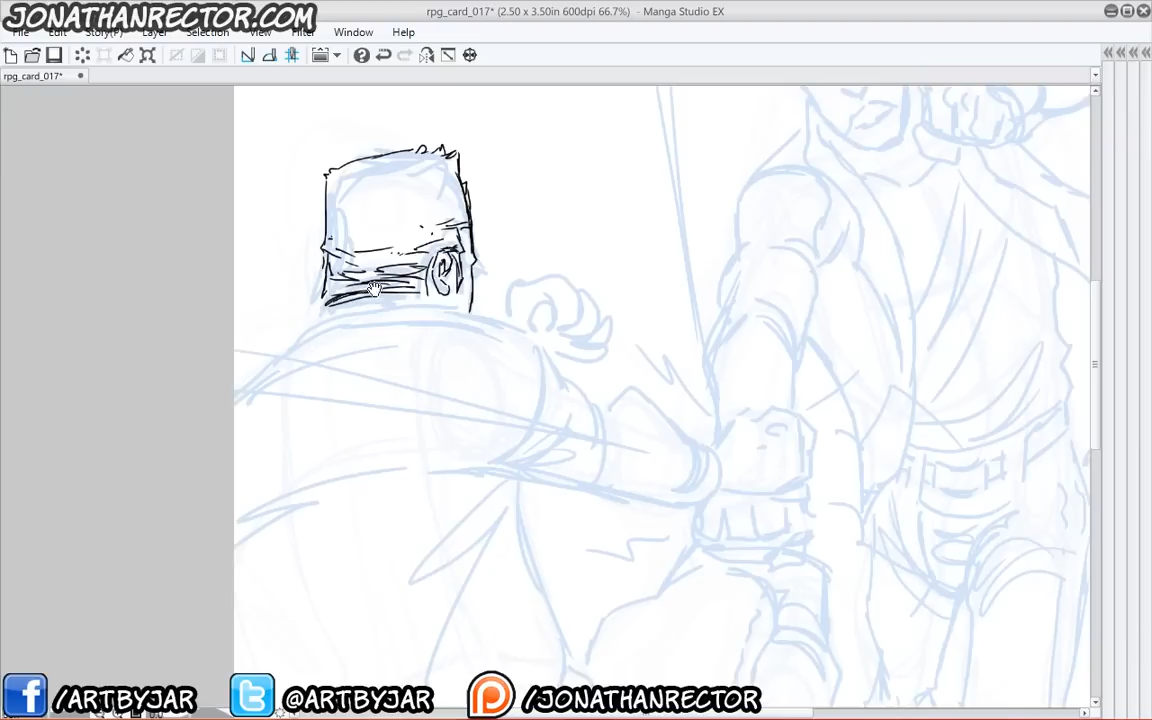 JONATHANRECTOR.COM
rpg_card_017* (2.50 x 3.50in 600dpi 66.7%) - Manga Studio EX
File Edit Story(P) Layer Selection View Filter Window Help
rpg_card_017*
/ARTBYJAR @ARTBYJAR /JONATHANRECTOR